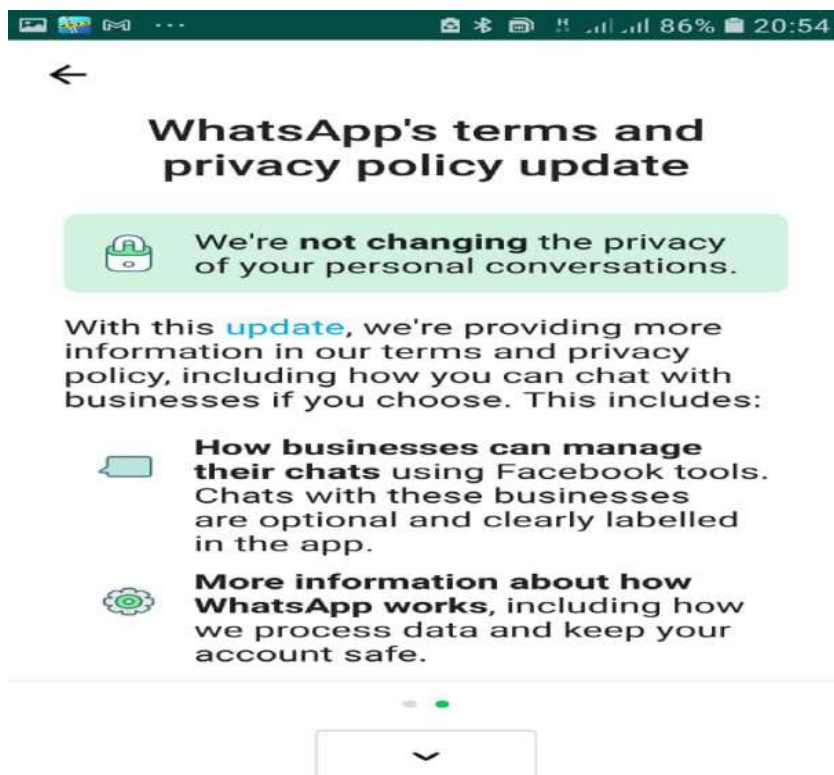 86% 20:54
WhatsApp's terms and
privacy policy update
We're not changing the privacy
of your personal conversations.
With this update, we're providing more
information in our terms and privacy
policy, including how you can chat with
businesses if you choose. This includes:
How businesses can manage
their chats using Facebook tools.
Chats with these businesses
are optional and clearly labelled
in the app.
More information about how
WhatsApp works, including how
we process data and keep your
account safe.